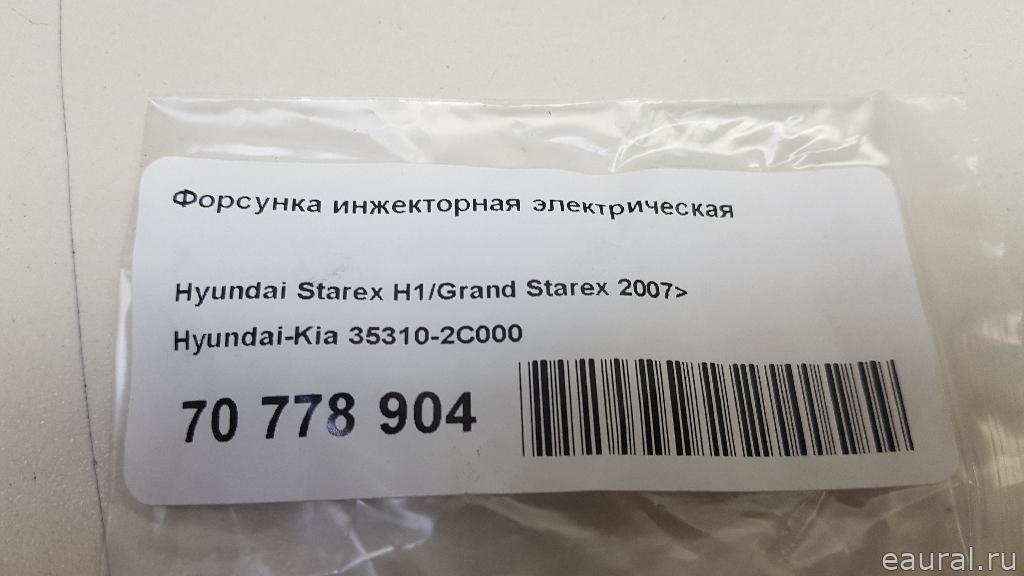 Форсунка инжекторная электрическая
Hyundai Starex H1/Grand Starex 2007>
Hyundai-Kia 35310-2C000
70 778 904
eaural.ru